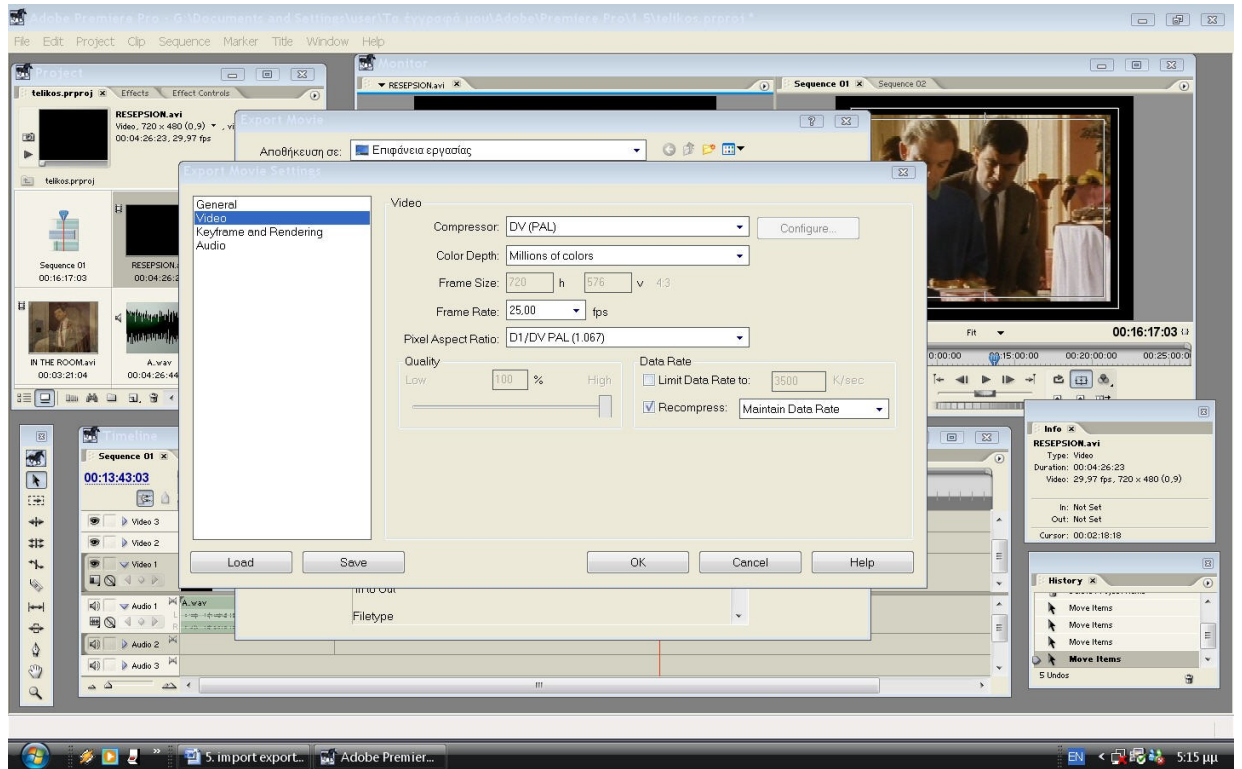 Adobe Premiere Pro - G:\Documents and Settings\user\Τα έγγραφά μου\Adobe\Premiere Pro\1.5\telikos.prproj *
File Edit Project Clip Sequence Marker Title Window Help
Project
telikos.prproj Effects Effect Controls
RESEPSION.avi
Video, 720 x 480 (0,9)
00:04:26:23, 29,97 fps
telikos.prproj
Sequence 01
00:16:17:03
IN THE ROOM.avi
00:03:21:04
A.wav
00:04:26:44
Monitor
RESEPSION.avi
Sequence 01 Sequence 02
Fit
00:16:17:03
0:00:00 00:15:00:00 00:20:00:00 00:25:00:0
Export Movie
Αποθήκευση σε: Επιφάνεια εργασίας
Export Movie Settings
General
Video
Keyframe and Rendering
Audio
Video
Compressor: DV (PAL) Configure...
Color Depth: Millions of colors
Frame Size: 720 h 576 v 4:3
Frame Rate: 25,00 fps
Pixel Aspect Ratio: D1/DV PAL (1.067)
Quality
Low 100 % High
Data Rate
Limit Data Rate to: 3500 K/sec
Recompress: Maintain Data Rate
Load Save OK Cancel Help
In to Out
Filetype
Timeline
Sequence 01
00:13:43:03
Video 3
Video 2
Video 1
Audio 1
A.wav
Audio 2
Audio 3
Info
RESEPSION.avi
Type: Video
Duration: 00:04:26:23
Video: 29,97 fps, 720 x 480 (0,9)
In: Not Set
Out: Not Set
Cursor: 00:02:18:18
History
Move Items
Move Items
Move Items
Move Items
5 Undos
5. import export... Adobe Premier... EN 5:15 μμ